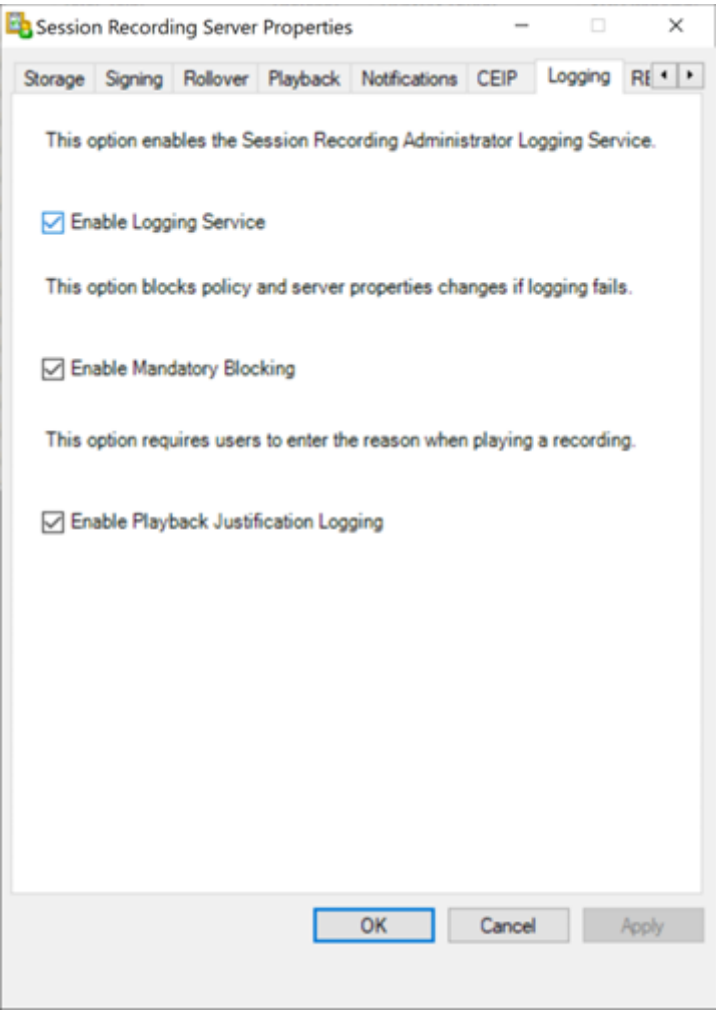 Session Recording Server Properties
Storage Signing Rollover Playback Notifications CEIP Logging
This option enables the Session Recording Administrator Logging Service.
Enable Logging Service
This option blocks policy and server properties changes if logging fails.
Enable Mandatory Blocking
This option requires users to enter the reason when playing a recording.
Enable Playback Justification Logging
OK Cancel Apply